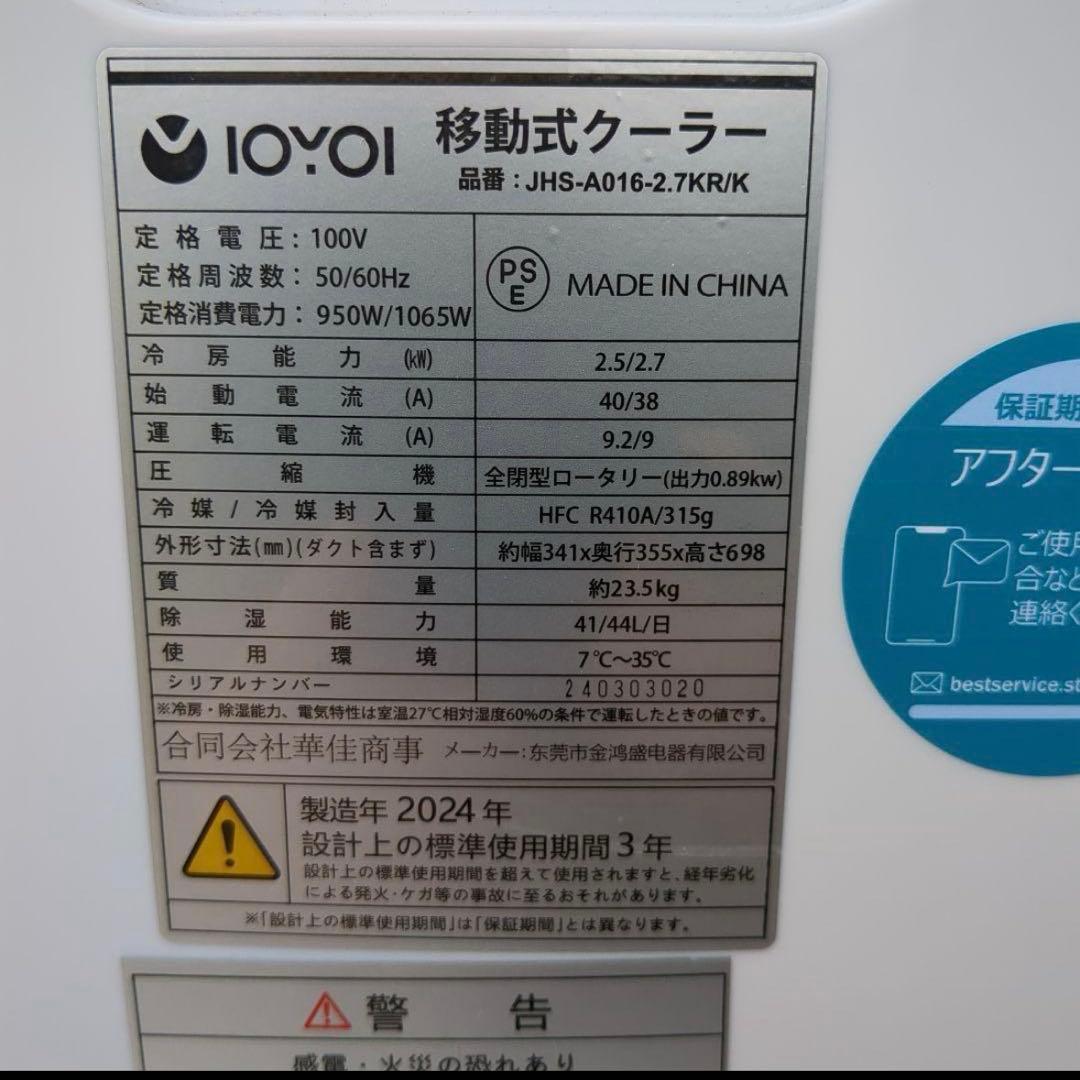 IOYOI 移動式クーラー
品番：JHS-A016-2.7KR/K
定格電圧：100V
定格周波数：50/60Hz
定格消費電力：950W/1065W
PSE MADE IN CHINA
冷房能力(kW) 2.5/2.7
始動電流(A) 40/38
運転電流(A) 9.2/9
圧縮機 全閉型ロータリー(出力0.89kw)
冷媒/冷媒封入量 HFC R410A/315g
外形寸法(mm)(ダクト含まず) 約幅341x奥行355x高さ698
質量 約23.5kg
除湿能力 41/44L/日
使用環境 7℃～35℃
シリアルナンバー 240303020
※冷房・除湿能力、電気特性は室温27℃相対湿度60%の条件で運転したときの値です。
合同会社華佳商事 メーカー:东莞市金鸿盛电器有限公司
製造年 2024 年
設計上の標準使用期間 3 年
設計上の標準使用期間を超えて使用されますと、経年劣化
による発火・ケガ等の事故に至るおそれがあります。
※「設計上の標準使用期間」は「保証期間」とは異なります。
警告
感電・火災の恐れあり
保証期
アフター
ご使用
合など
連絡く
bestservice.st